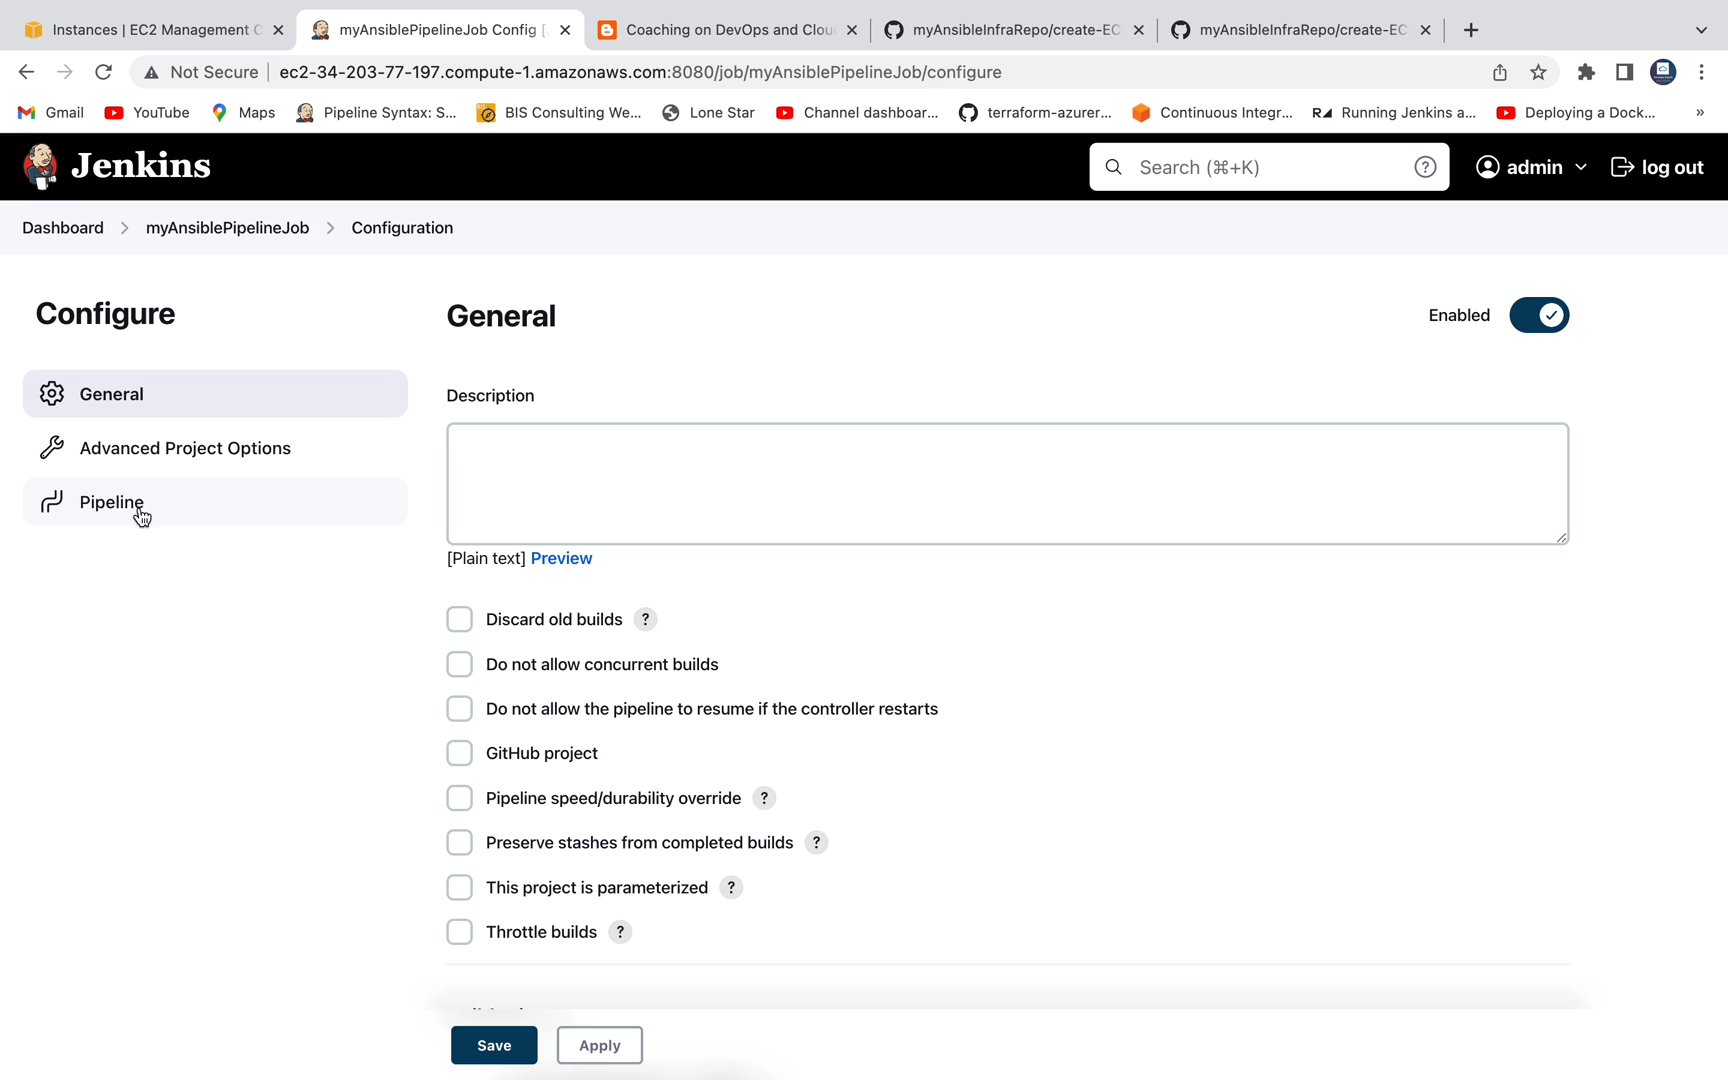 Instances | EC2 Management C
myAnsiblePipelineJob Config [
Coaching on DevOps and Clou
myAnsibleInfraRepo/create-EC
myAnsibleInfraRepo/create-EC
Not Secure
ec2-34-203-77-197.compute-1.amazonaws.com:8080/job/myAnsiblePipelineJob/configure
Gmail
YouTube
Maps
Pipeline Syntax: S...
BIS Consulting We...
Lone Star
Channel dashboar...
terraform-azurer...
Continuous Integr...
Running Jenkins a...
Deploying a Dock...
»
Jenkins
Search (⌘+K)
?
admin
log out
Dashboard
myAnsiblePipelineJob
Configuration
Configure
General
Advanced Project Options
Pipeline
General
Enabled
Description
[Plain text] Preview
Discard old builds ?
Do not allow concurrent builds
Do not allow the pipeline to resume if the controller restarts
GitHub project
Pipeline speed/durability override ?
Preserve stashes from completed builds ?
This project is parameterized ?
Throttle builds ?
Save
Apply